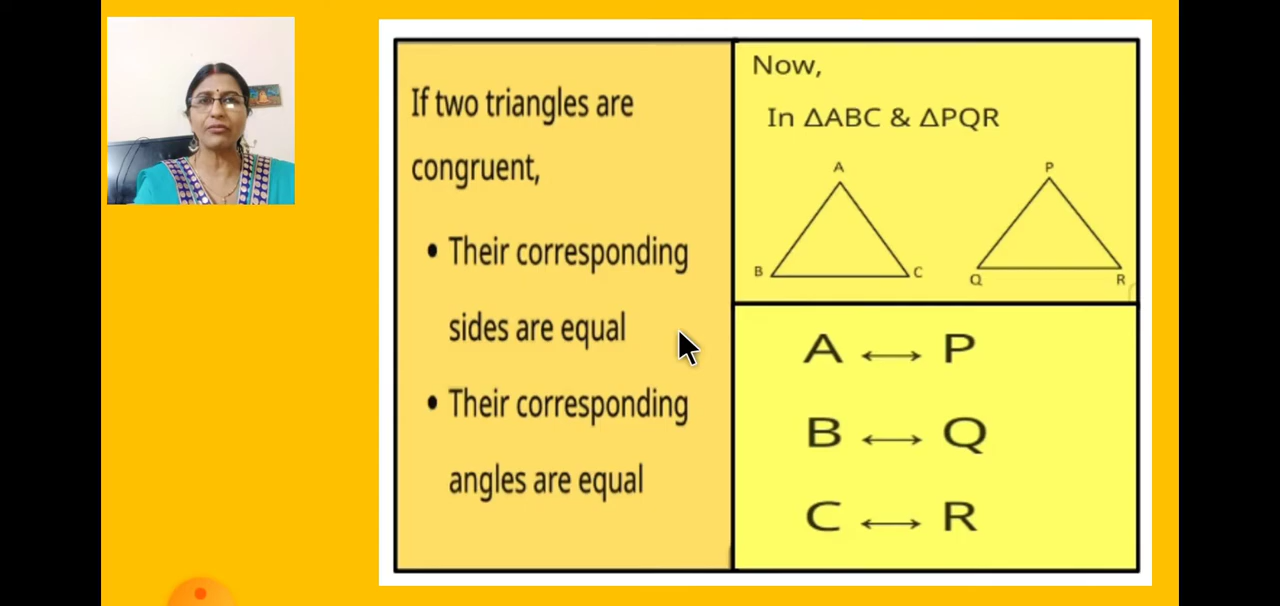 If two triangles are
congruent,
• Their corresponding
sides are equal
• Their corresponding
angles are equal
Now,
In ΔABC & ΔPQR
A
B
C
P
Q
R
A ↔ P
B ↔ Q
C ↔ R